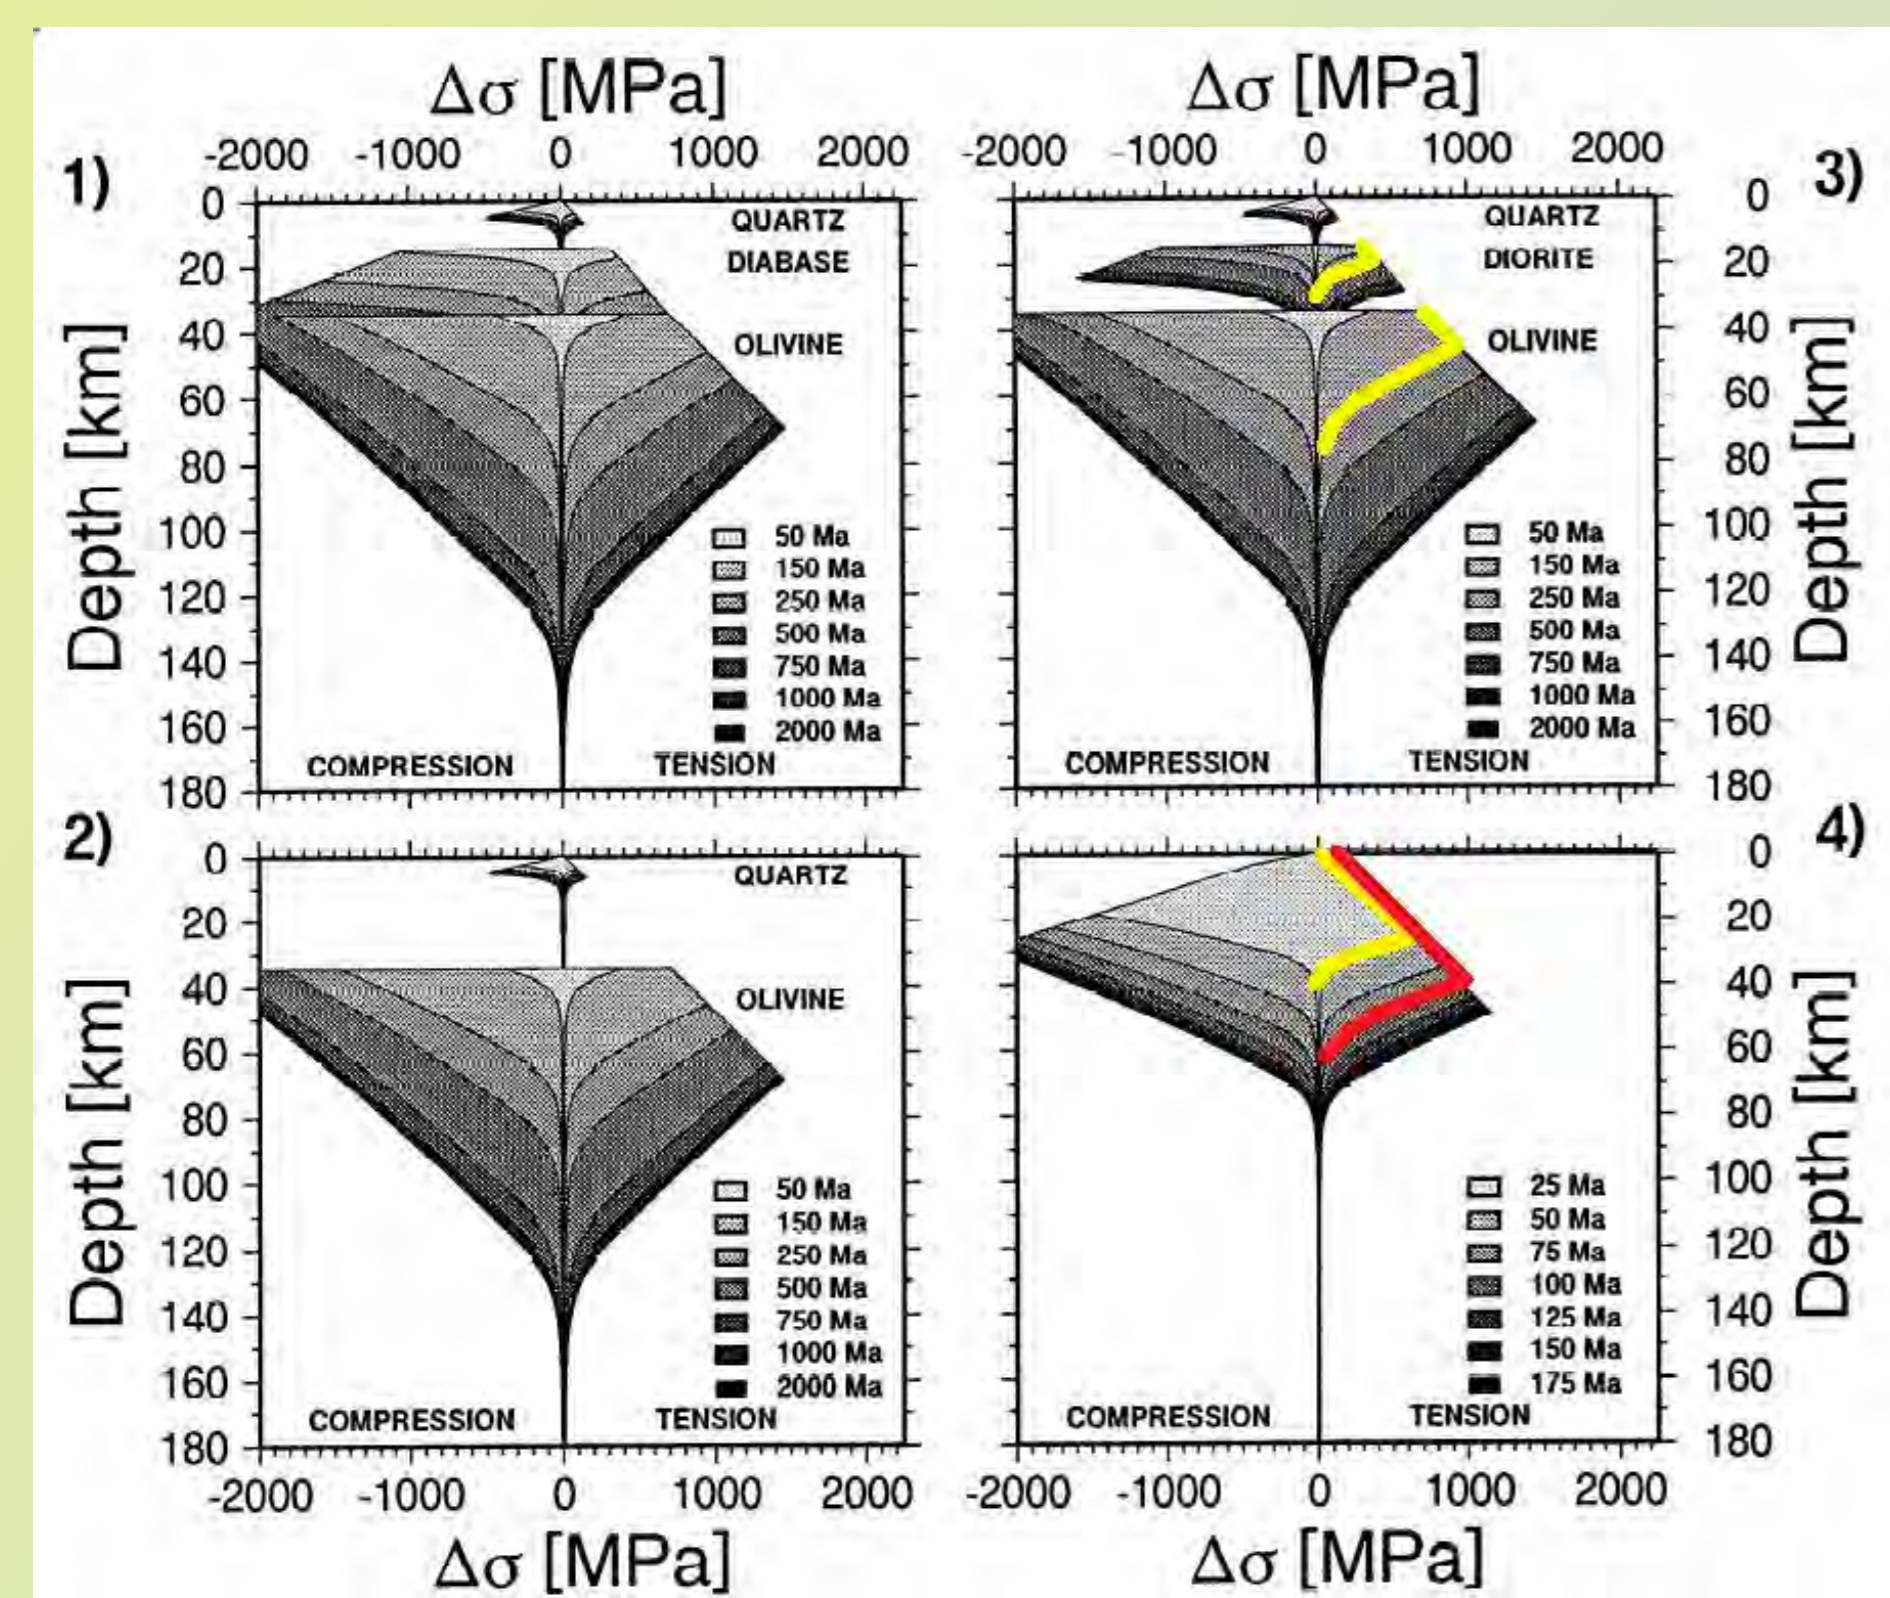 Δσ [MPa]
-2000 -1000 0 1000 2000
1)
Depth [km]
0
20
40
60
80
100
120
140
160
180
QUARTZ
DIABASE
OLIVINE
50 Ma
150 Ma
250 Ma
500 Ma
750 Ma
1000 Ma
2000 Ma
COMPRESSION TENSION
Δσ [MPa]
-2000 -1000 0 1000 2000
3)
Depth [km]
0
20
40
60
80
100
120
140
160
180
QUARTZ
DIORITE
OLIVINE
50 Ma
150 Ma
250 Ma
500 Ma
750 Ma
1000 Ma
2000 Ma
COMPRESSION TENSION
2)
Depth [km]
0
20
40
60
80
100
120
140
160
180
QUARTZ
OLIVINE
50 Ma
150 Ma
250 Ma
500 Ma
750 Ma
1000 Ma
2000 Ma
COMPRESSION TENSION
-2000 -1000 0 1000 2000
Δσ [MPa]
4)
Depth [km]
0
20
40
60
80
100
120
140
160
180
25 Ma
50 Ma
75 Ma
100 Ma
125 Ma
150 Ma
175 Ma
COMPRESSION TENSION
-2000 -1000 0 1000 2000
Δσ [MPa]